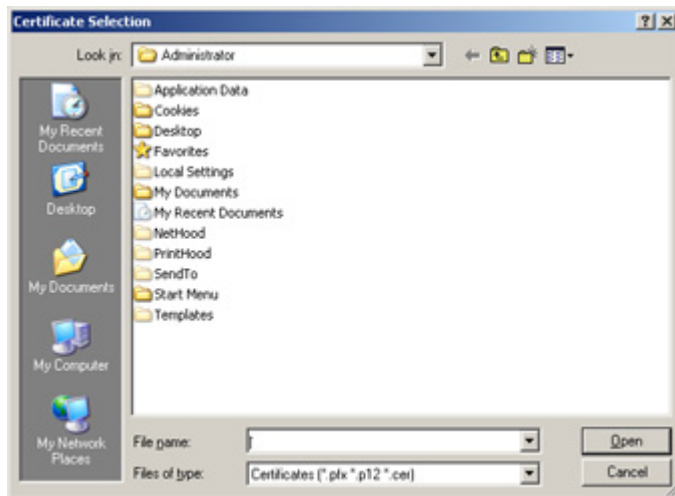 Certificate Selection
Look in: Administrator
My Recent
Documents
Desktop
My Documents
My Computer
My Network
Places
Application Data
Cookies
Desktop
Favorites
Local Settings
My Documents
My Recent Documents
NetHood
PrintHood
SendTo
Start Menu
Templates
File name:
Open
Files of type: Certificates (*.pfx *.p12 *.cer)
Cancel